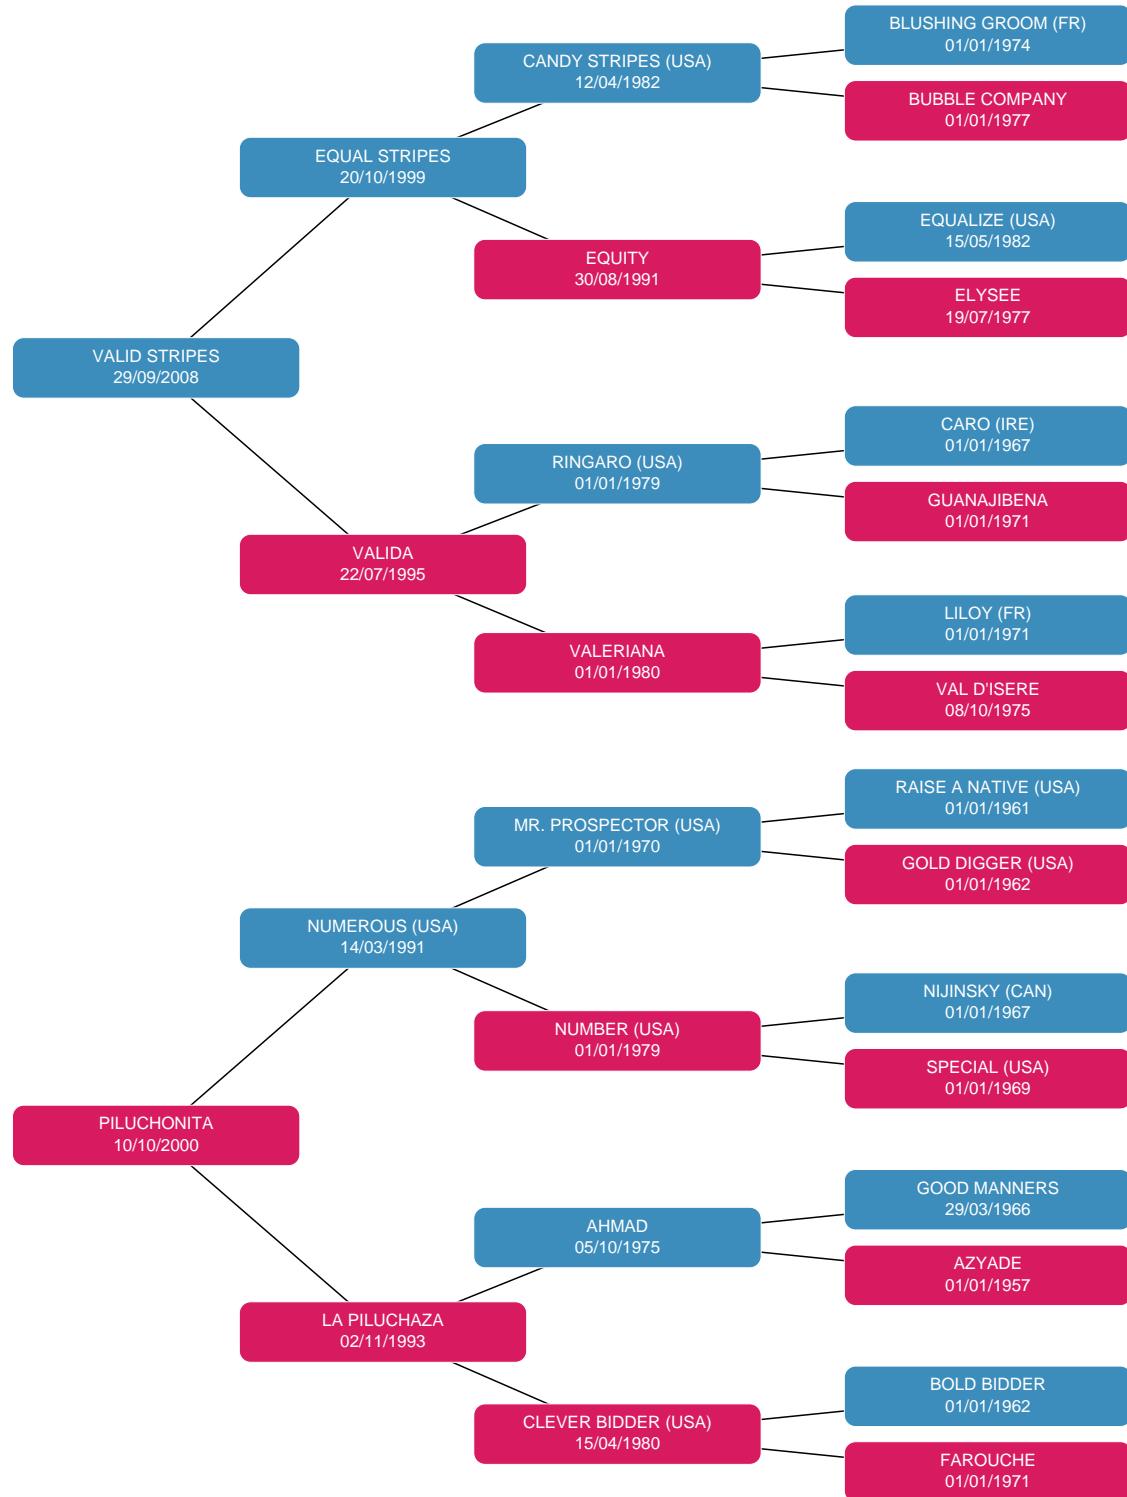 BLUSHING GROOM (FR)
01/01/1974
CANDY STRIPES (USA)
12/04/1982
BUBBLE COMPANY
01/01/1977
EQUAL STRIPES
20/10/1999
EQUALIZE (USA)
15/05/1982
EQUITY
30/08/1991
ELYSEE
19/07/1977
VALID STRIPES
29/09/2008
CARO (IRE)
01/01/1967
RINGARO (USA)
01/01/1979
GUANAJIBENA
01/01/1971
VALIDA
22/07/1995
LILOY (FR)
01/01/1971
VALERIANA
01/01/1980
VAL D'ISERE
08/10/1975
RAISE A NATIVE (USA)
01/01/1961
MR. PROSPECTOR (USA)
01/01/1970
GOLD DIGGER (USA)
01/01/1962
NUMEROUS (USA)
14/03/1991
NIJINSKY (CAN)
01/01/1967
NUMBER (USA)
01/01/1979
SPECIAL (USA)
01/01/1969
PILUCHONITA
10/10/2000
GOOD MANNERS
29/03/1966
AHMAD
05/10/1975
AZYADE
01/01/1957
LA PILUCHAZA
02/11/1993
BOLD BIDDER
01/01/1962
CLEVER BIDDER (USA)
15/04/1980
FAROUCHE
01/01/1971